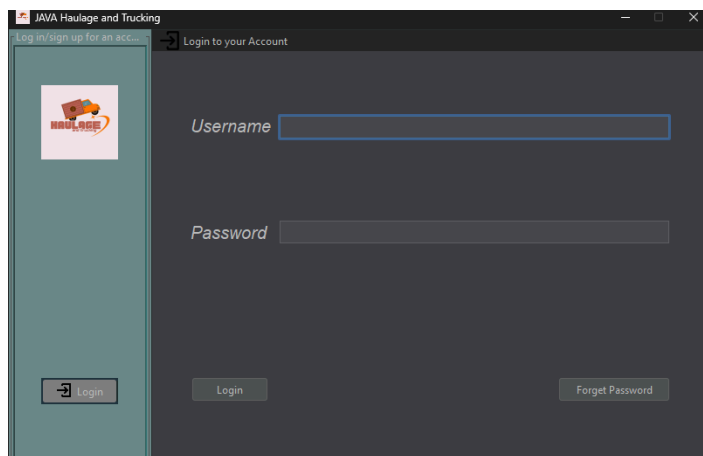 JAVA Haulage and Trucking
Log in/sign up for an acc...
Login to your Account
HAULAGE
Username
Password
Login
Login
Forget Password